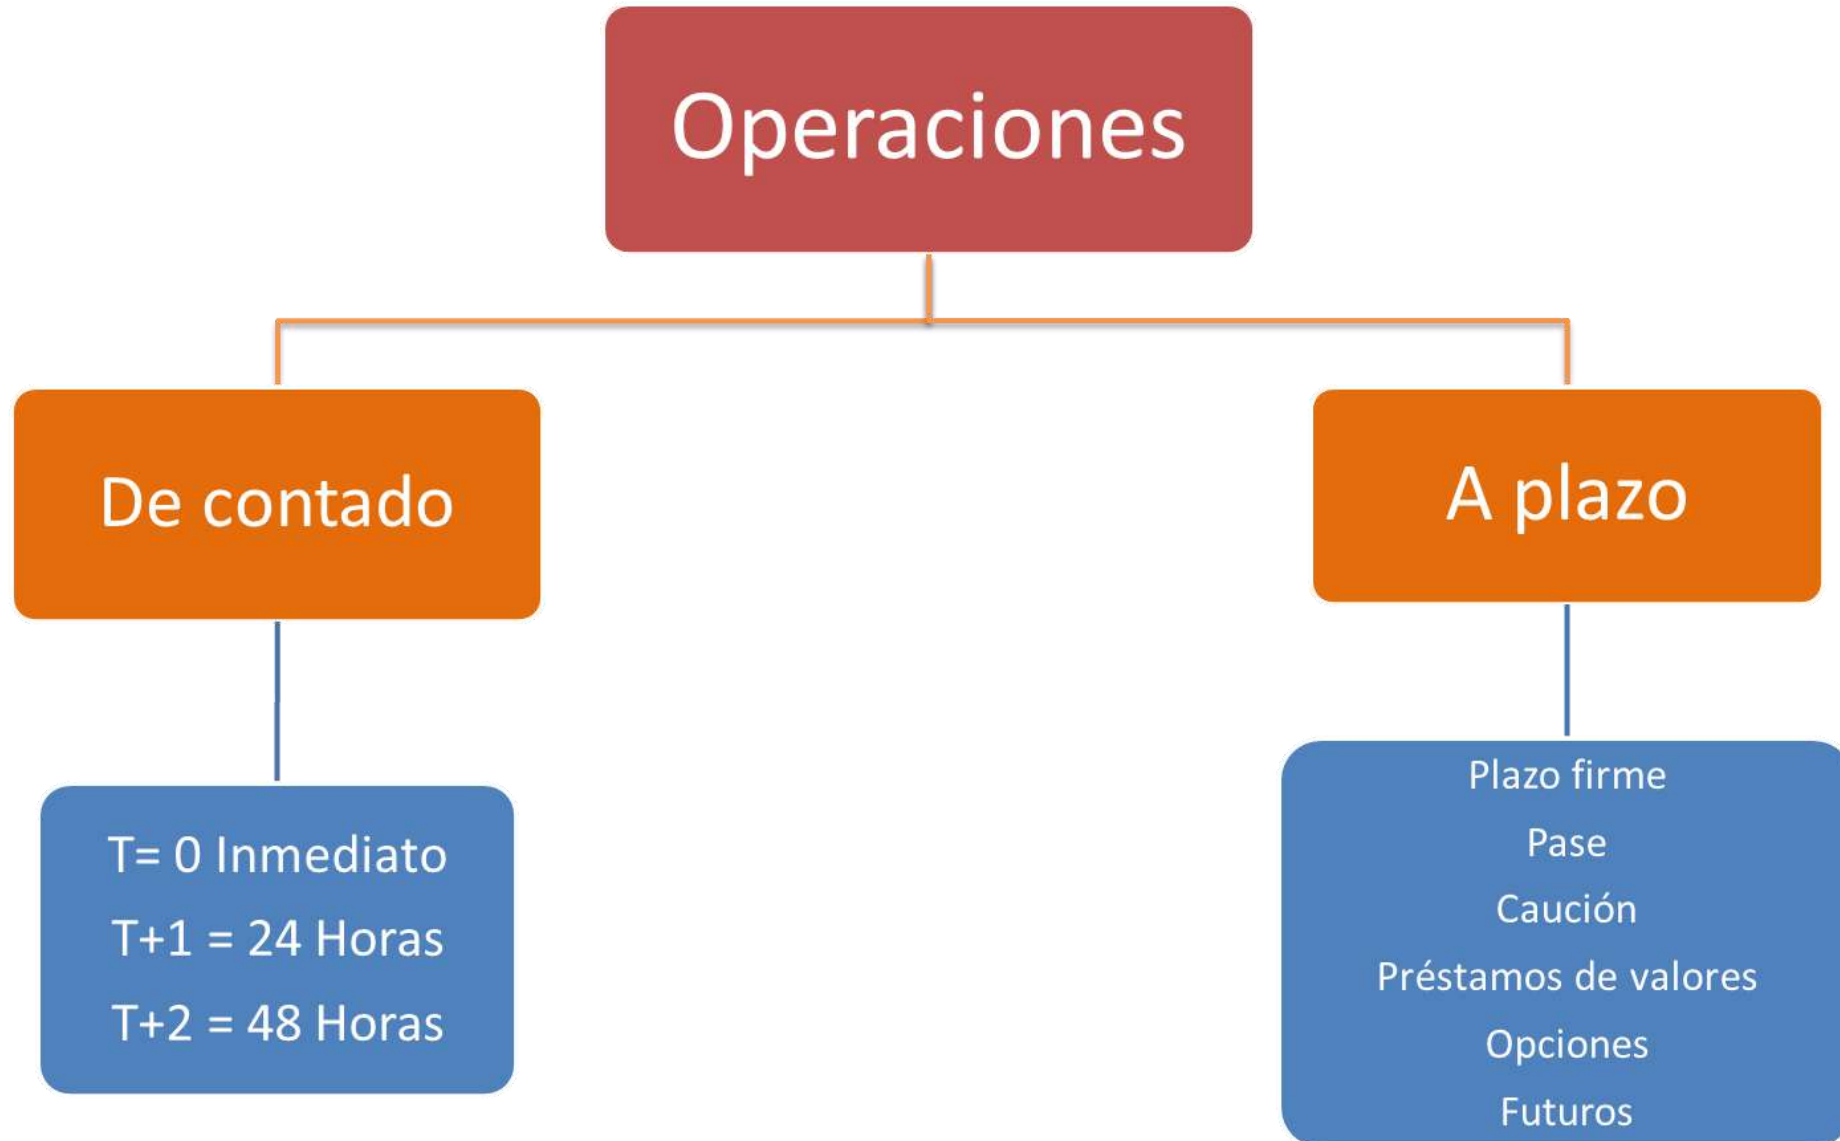 Operaciones
De contado
A plazo
T= 0 Inmediato
T+1 = 24 Horas
T+2 = 48 Horas
Plazo firme
Pase
Caución
Préstamos de valores
Opciones
Futuros